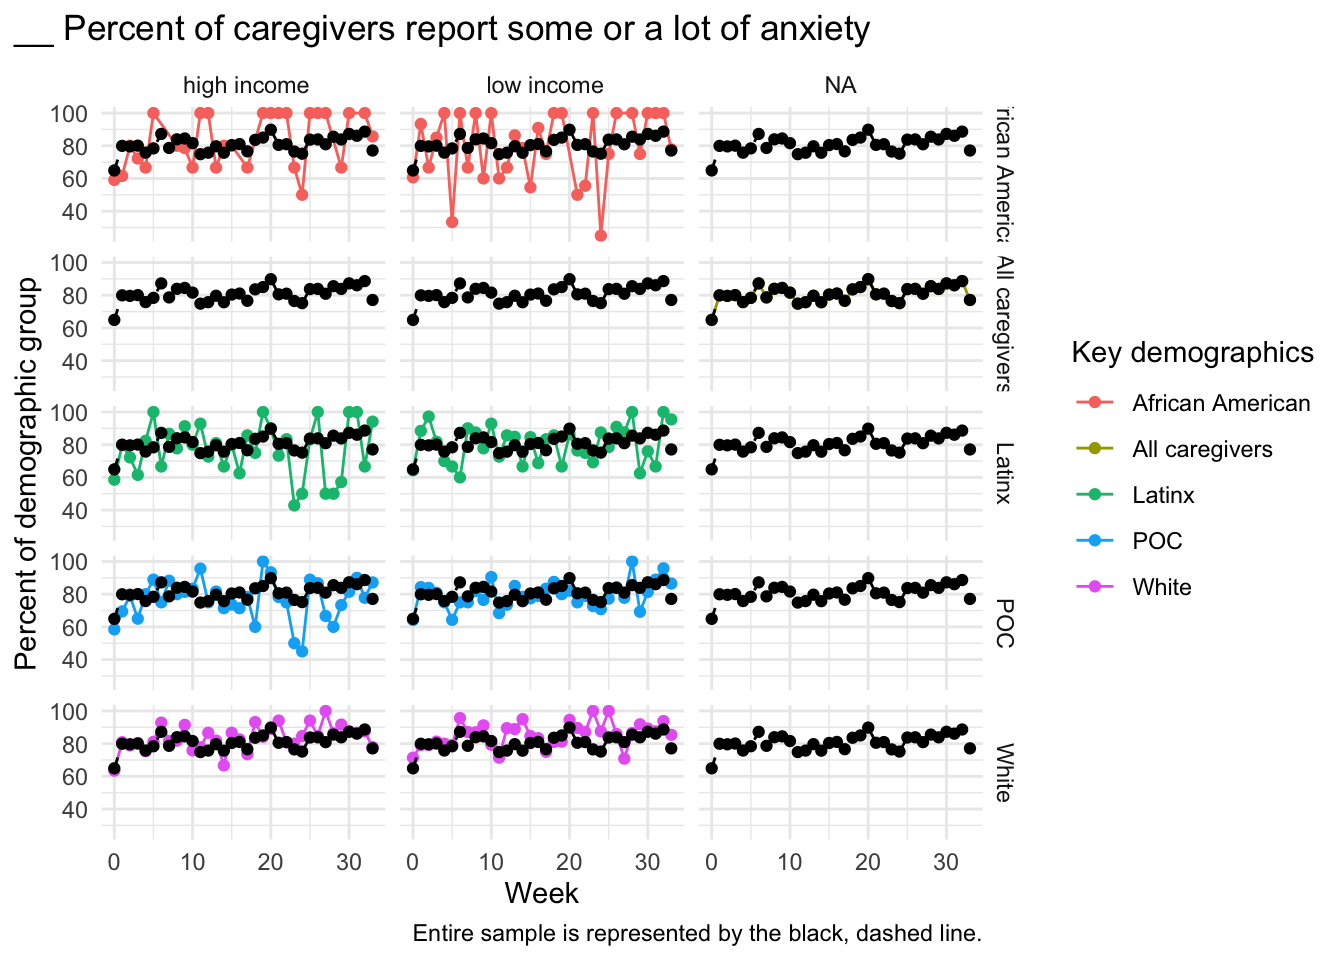 __ Percent of caregivers report some or a lot of anxiety
high income
low income
NA
100
80
60
40
rican Americ
100
80
60
40
All caregivers
100
80
60
40
Latinx
100
80
60
40
POC
100
80
60
40
White
Percent of demographic group
0 10 20 30
0 10 20 30
0 10 20 30
Week
Entire sample is represented by the black, dashed line.
Key demographics
African American
All caregivers
Latinx
POC
White